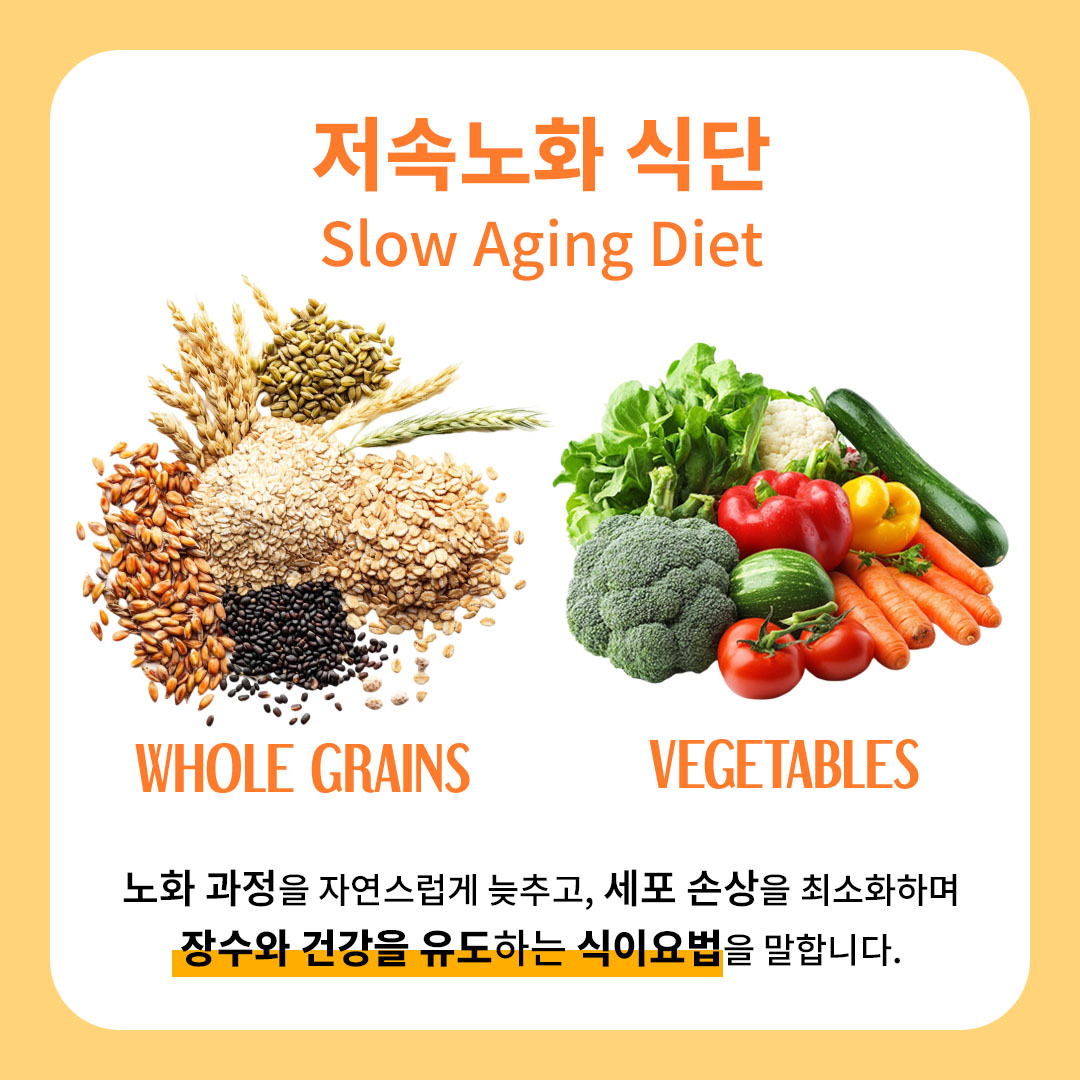 저속노화 식단
Slow Aging Diet
WHOLE GRAINS
VEGETABLES
노화 과정을 자연스럽게 늦추고, 세포 손상을 최소화하며
장수와 건강을 유도하는 식이요법을 말합니다.